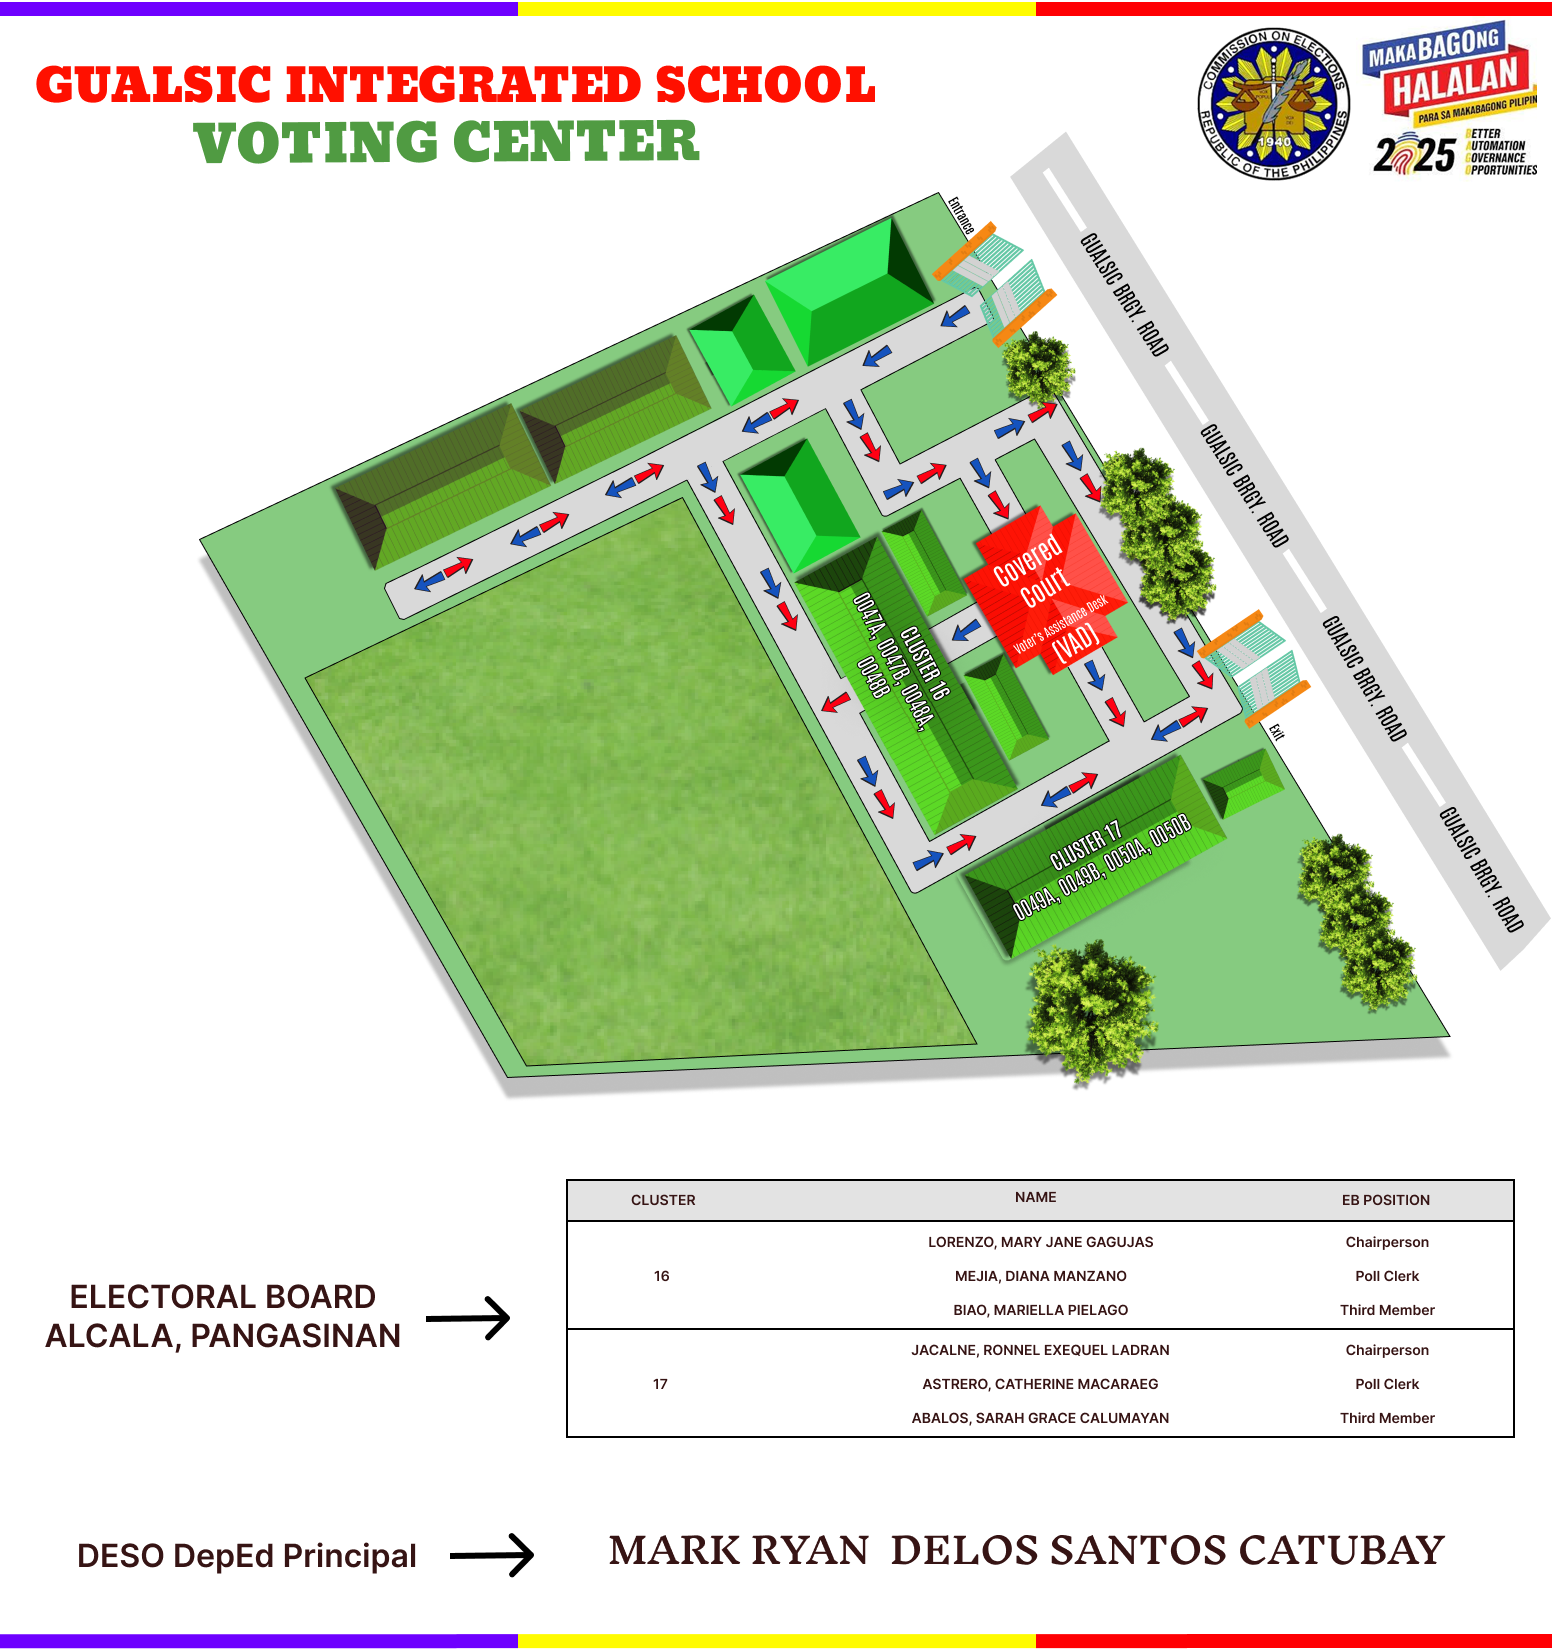 GUALSIC INTEGRATED SCHOOL
VOTING CENTER
COMMISSION ON ELECTIONS
REPUBLIC OF THE PHILIPPINES
1940
MAKABAGONG
HALALAN
PARA SA MAKABAGONG PILIPIN
2025
BETTER
AUTOMATION
GOVERNANCE
OPPORTUNITIES
Entrance
GUALSIC BRGY. ROAD
GUALSIC BRGY. ROAD
GUALSIC BRGY. ROAD
GUALSIC BRGY. ROAD
Covered
Court
Voter's Assistance Desk
(VAD)
CLUSTER 16
0047A, 0047B, 0048A,
0048B
Exit
CLUSTER 17
0049A, 0049B, 0050A, 0050B
CLUSTER NAME EB POSITION
LORENZO, MARY JANE GAGUJAS Chairperson
16 MEJIA, DIANA MANZANO Poll Clerk
BIAO, MARIELLA PIELAGO Third Member
JACALNE, RONNEL EXEQUEL LADRAN Chairperson
17 ASTRERO, CATHERINE MACARAEG Poll Clerk
ABALOS, SARAH GRACE CALUMAYAN Third Member
ELECTORAL BOARD
ALCALA, PANGASINAN
DESO DepEd Principal
MARK RYAN DELOS SANTOS CATUBAY